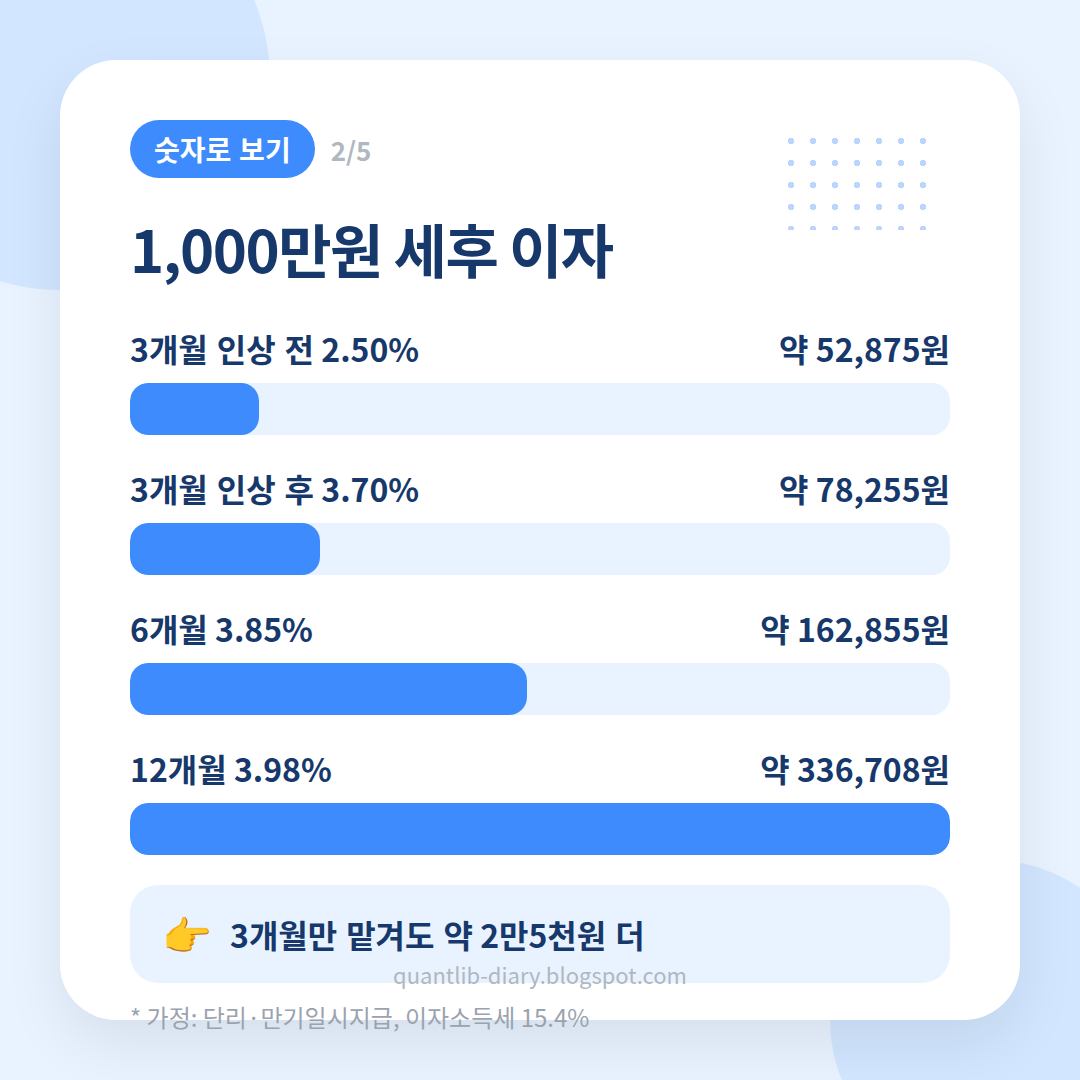 숫자로 보기 2/5
1,000만원 세후 이자
3개월 인상 전 2.50% 약 52,875원
3개월 인상 후 3.70% 약 78,255원
6개월 3.85% 약 162,855원
12개월 3.98% 약 336,708원
👉 3개월만 맡겨도 약 2만5천원 더
quantlib-diary.blogspot.com
* 가정: 단리·만기일시지급, 이자소득세 15.4%